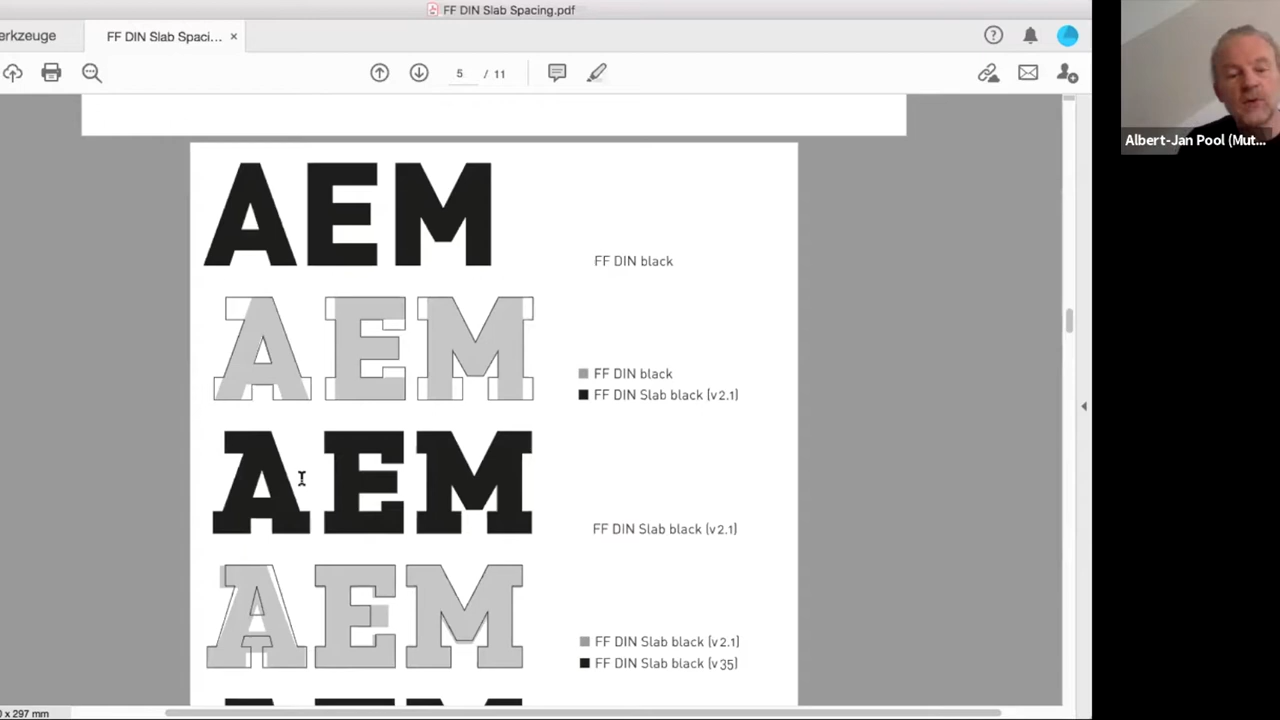 FF DIN Slab Spacing.pdf
erkzeuge
FF DIN Slab Spaci... ×
5 / 11
Albert-Jan Pool (Mut...
AEM
FF DIN black
AEM
FF DIN black
FF DIN Slab black (v2.1)
AEM
FF DIN Slab black (v2.1)
AEM
FF DIN Slab black (v2.1)
FF DIN Slab black (v35)
x 297 mm